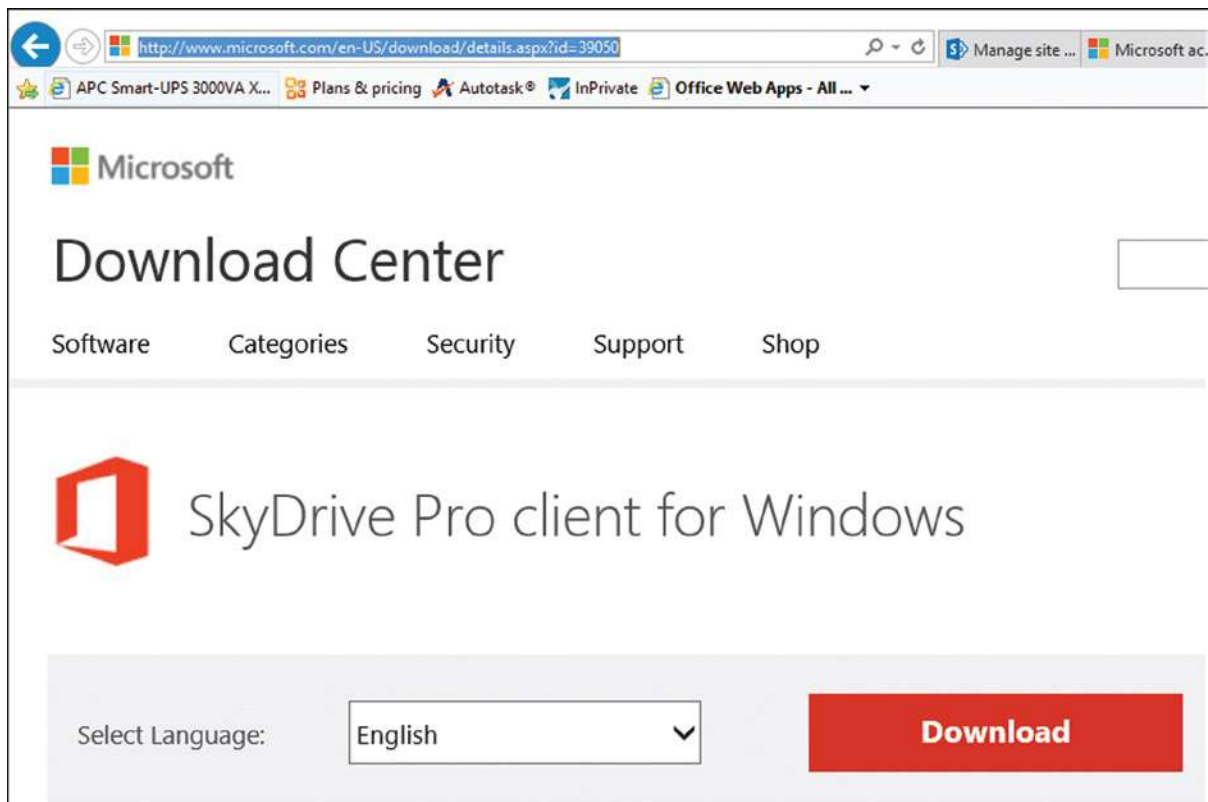 http://www.microsoft.com/en-US/download/details.aspx?id=39050 Manage site ... Microsoft ac.
APC Smart-UPS 3000VA X... Plans & pricing Autotask® InPrivate Office Web Apps - All ...
Microsoft
Download Center
Software Categories Security Support Shop
SkyDrive Pro client for Windows
Select Language: English Download